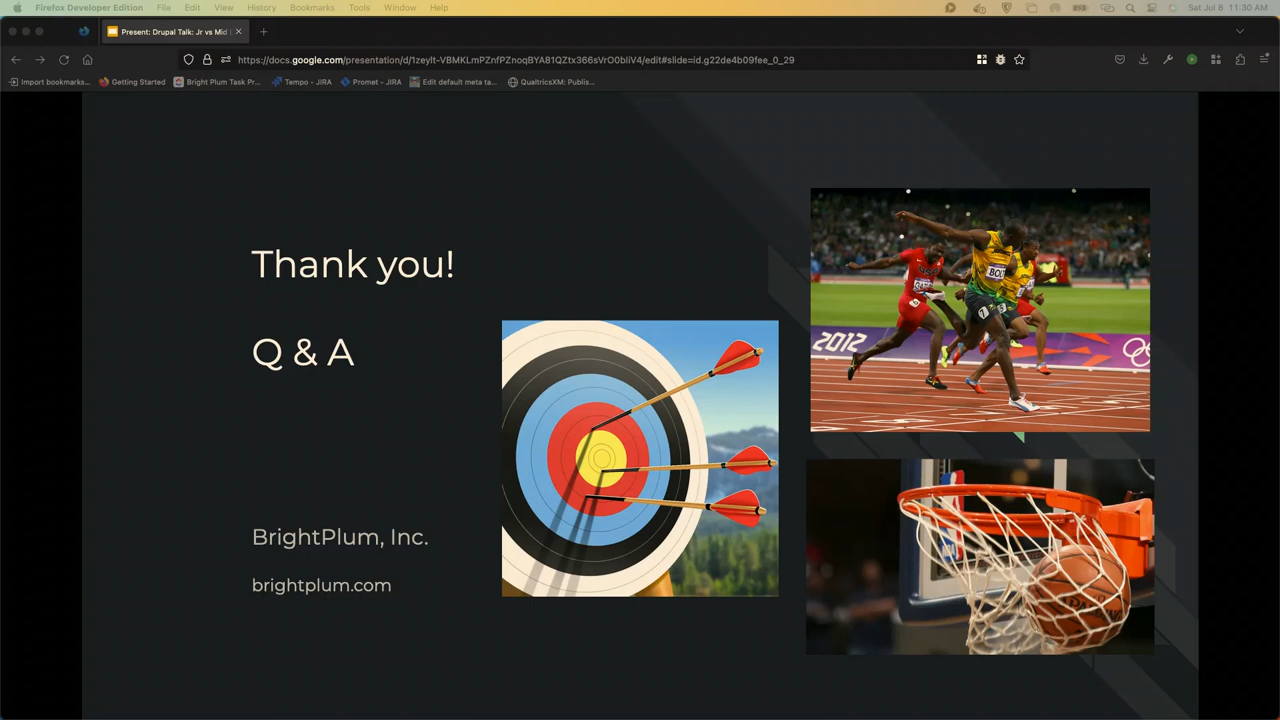 Firefox Developer Edition File Edit View History Bookmarks Tools Window Help Sat Jul 8 11:30 AM
Present: Drupal Talk: Jr vs Mid
https://docs.google.com/presentation/d/1zeylt-VBMKLmPZnfPZnoqBYA81QZtx366sVrO0bliV4/edit#slide=id.g22de4b09fee_0_29
Import bookmarks... Getting Started Bright Plum Task Pr... Tempo - JIRA Promet - JIRA Edit default meta ta... QualtricsXM: Publis...
Thank you!
Q & A
BrightPlum, Inc.
brightplum.com
BOLT
2012